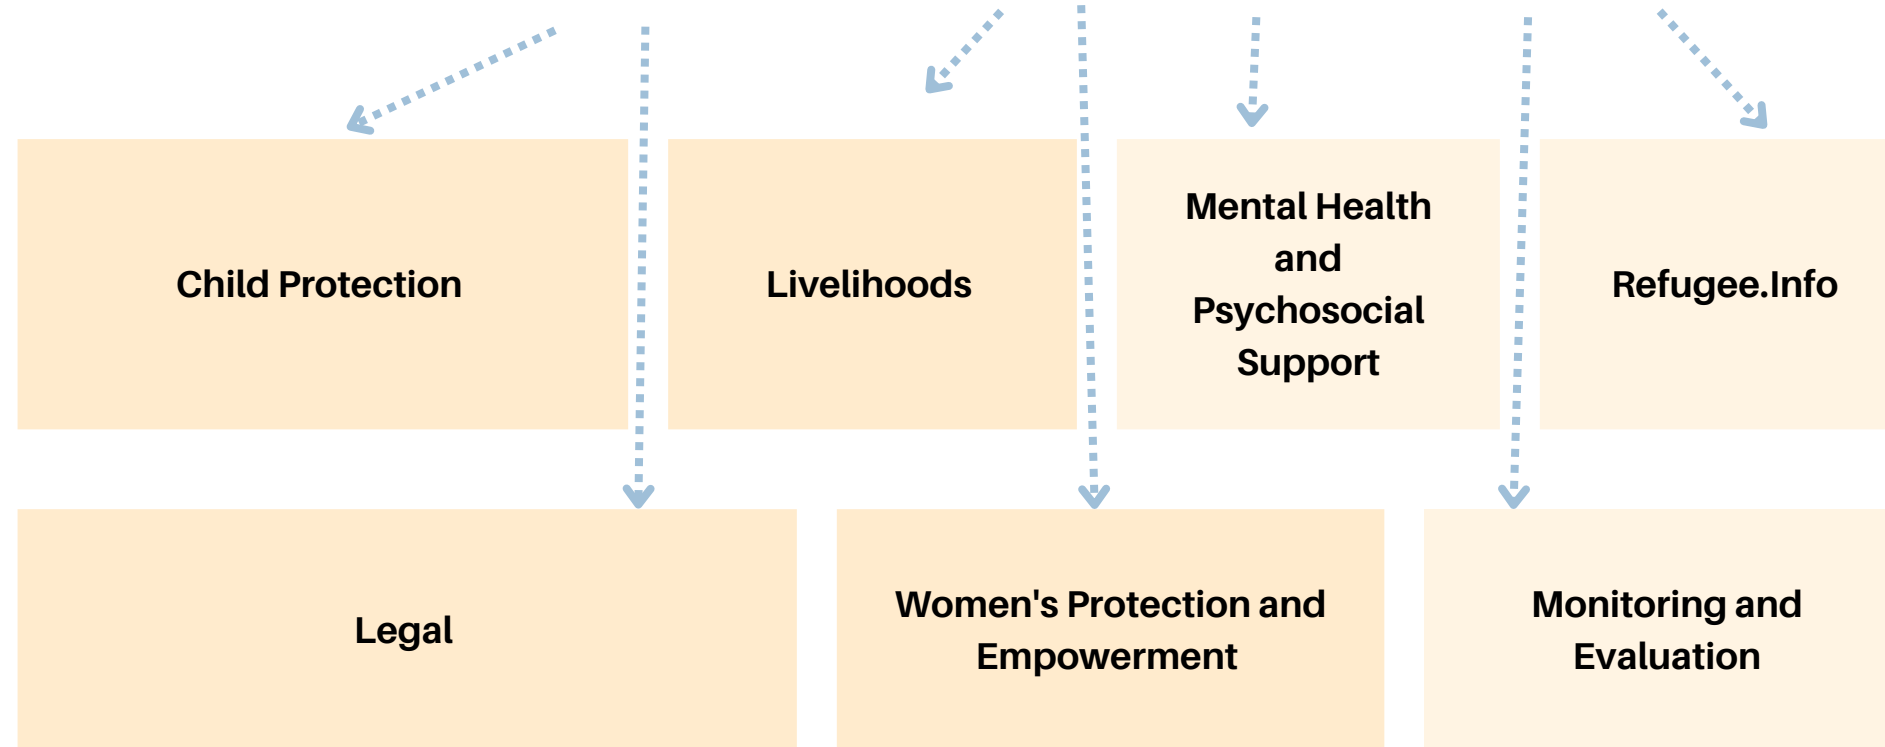 Child Protection
Livelihoods
Mental Health
and
Psychosocial
Support
Refugee.Info
Legal
Women's Protection and
Empowerment
Monitoring and
Evaluation